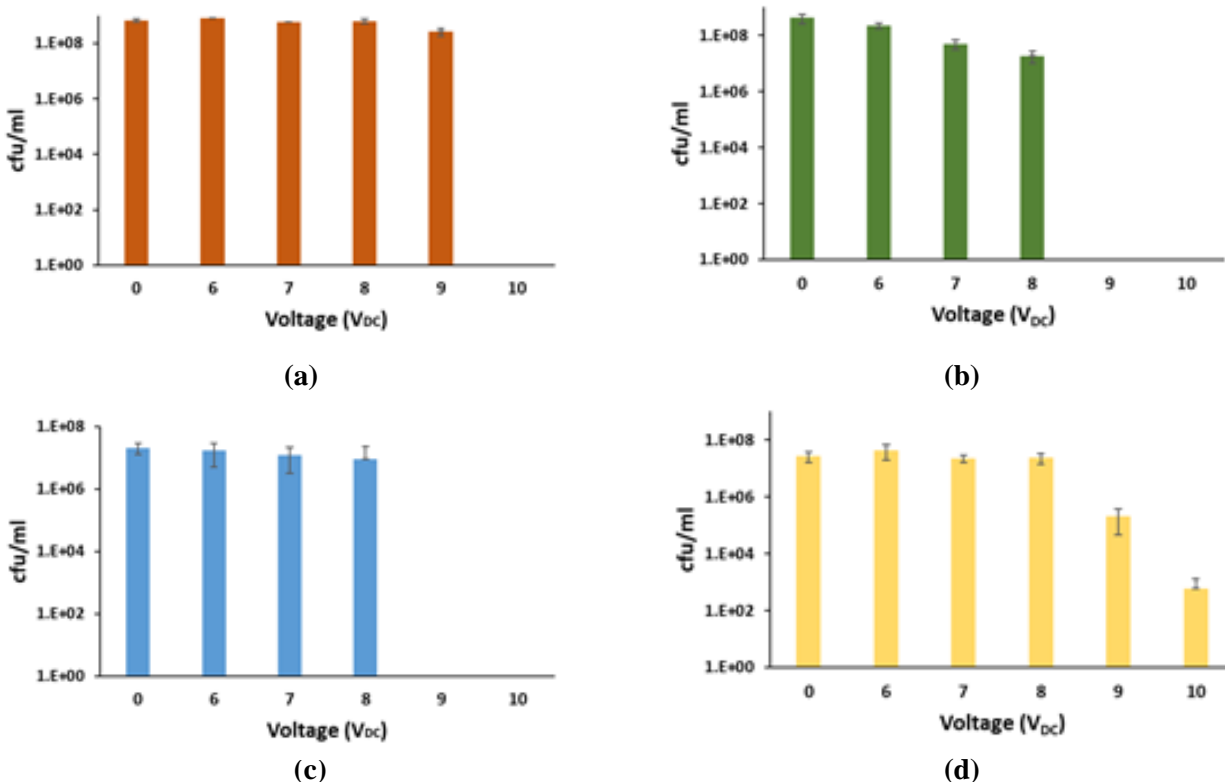 1.E+08
1.E+06
1.E+04
1.E+02
1.E+00
cfu/ml
0 6 7 8 9 10
Voltage (VDC)
(a)
1.E+08
1.E+06
1.E+04
1.E+02
1.E+00
cfu/ml
0 6 7 8 9 10
Voltage (VDC)
(b)
1.E+08
1.E+06
1.E+04
1.E+02
1.E+00
cfu/ml
0 6 7 8 9 10
Voltage (VDC)
(c)
1.E+08
1.E+06
1.E+04
1.E+02
1.E+00
cfu/ml
0 6 7 8 9 10
Voltage (VDC)
(d)